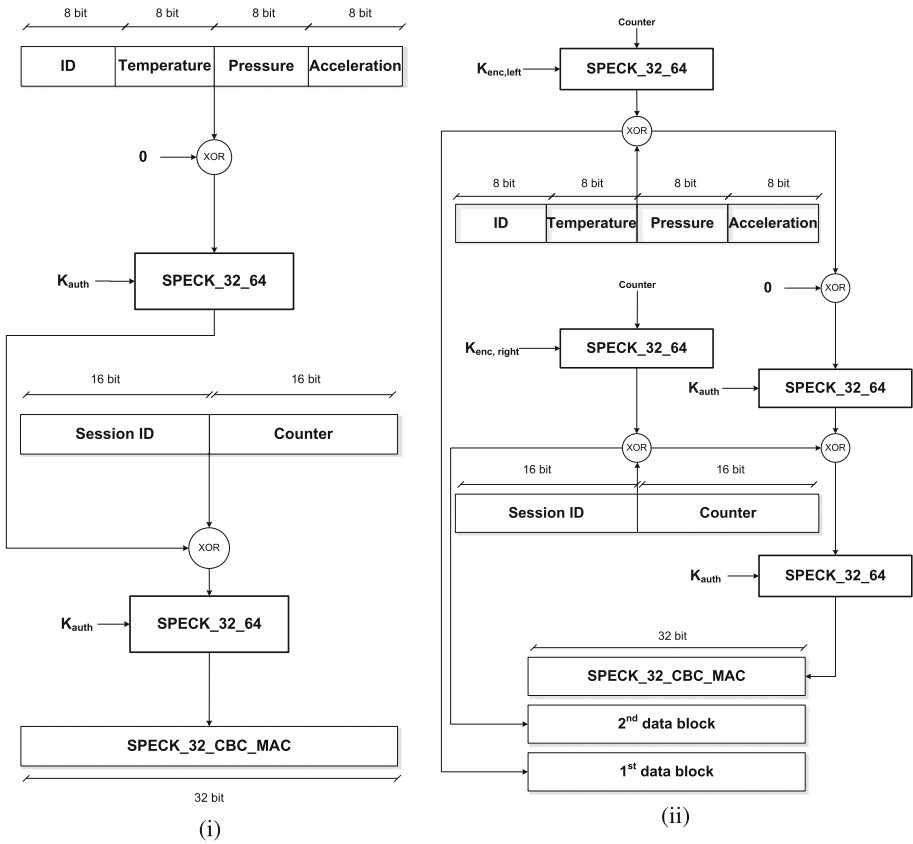 8 bit 8 bit 8 bit 8 bit
ID Temperature Pressure Acceleration
0 XOR
Kauth SPECK_32_64
16 bit 16 bit
Session ID Counter
XOR
Kauth SPECK_32_64
SPECK_32_CBC_MAC
32 bit
(i)
Counter
Kenc,left SPECK_32_64
XOR
8 bit 8 bit 8 bit 8 bit
ID Temperature Pressure Acceleration
0 XOR
Counter
Kenc, right SPECK_32_64
Kauth SPECK_32_64
XOR XOR
16 bit 16 bit
Session ID Counter
Kauth SPECK_32_64
32 bit
SPECK_32_CBC_MAC
2nd data block
1st data block
(ii)